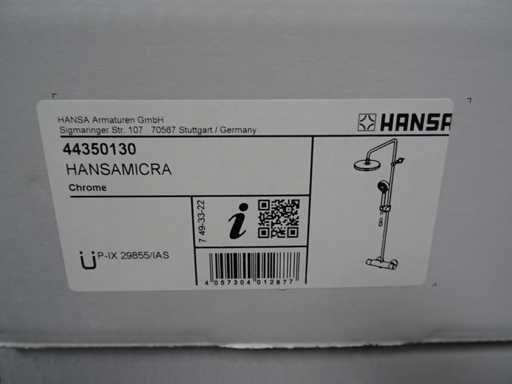 HANSA Armaturen GmbH
Sigmaringer Str. 107 70567 Stuttgart / Germany
HANSA
44350130
HANSAMICRA
Chrome
7 49-33-22
i
Ü P-IX 29855/IAS
4 057304 012877